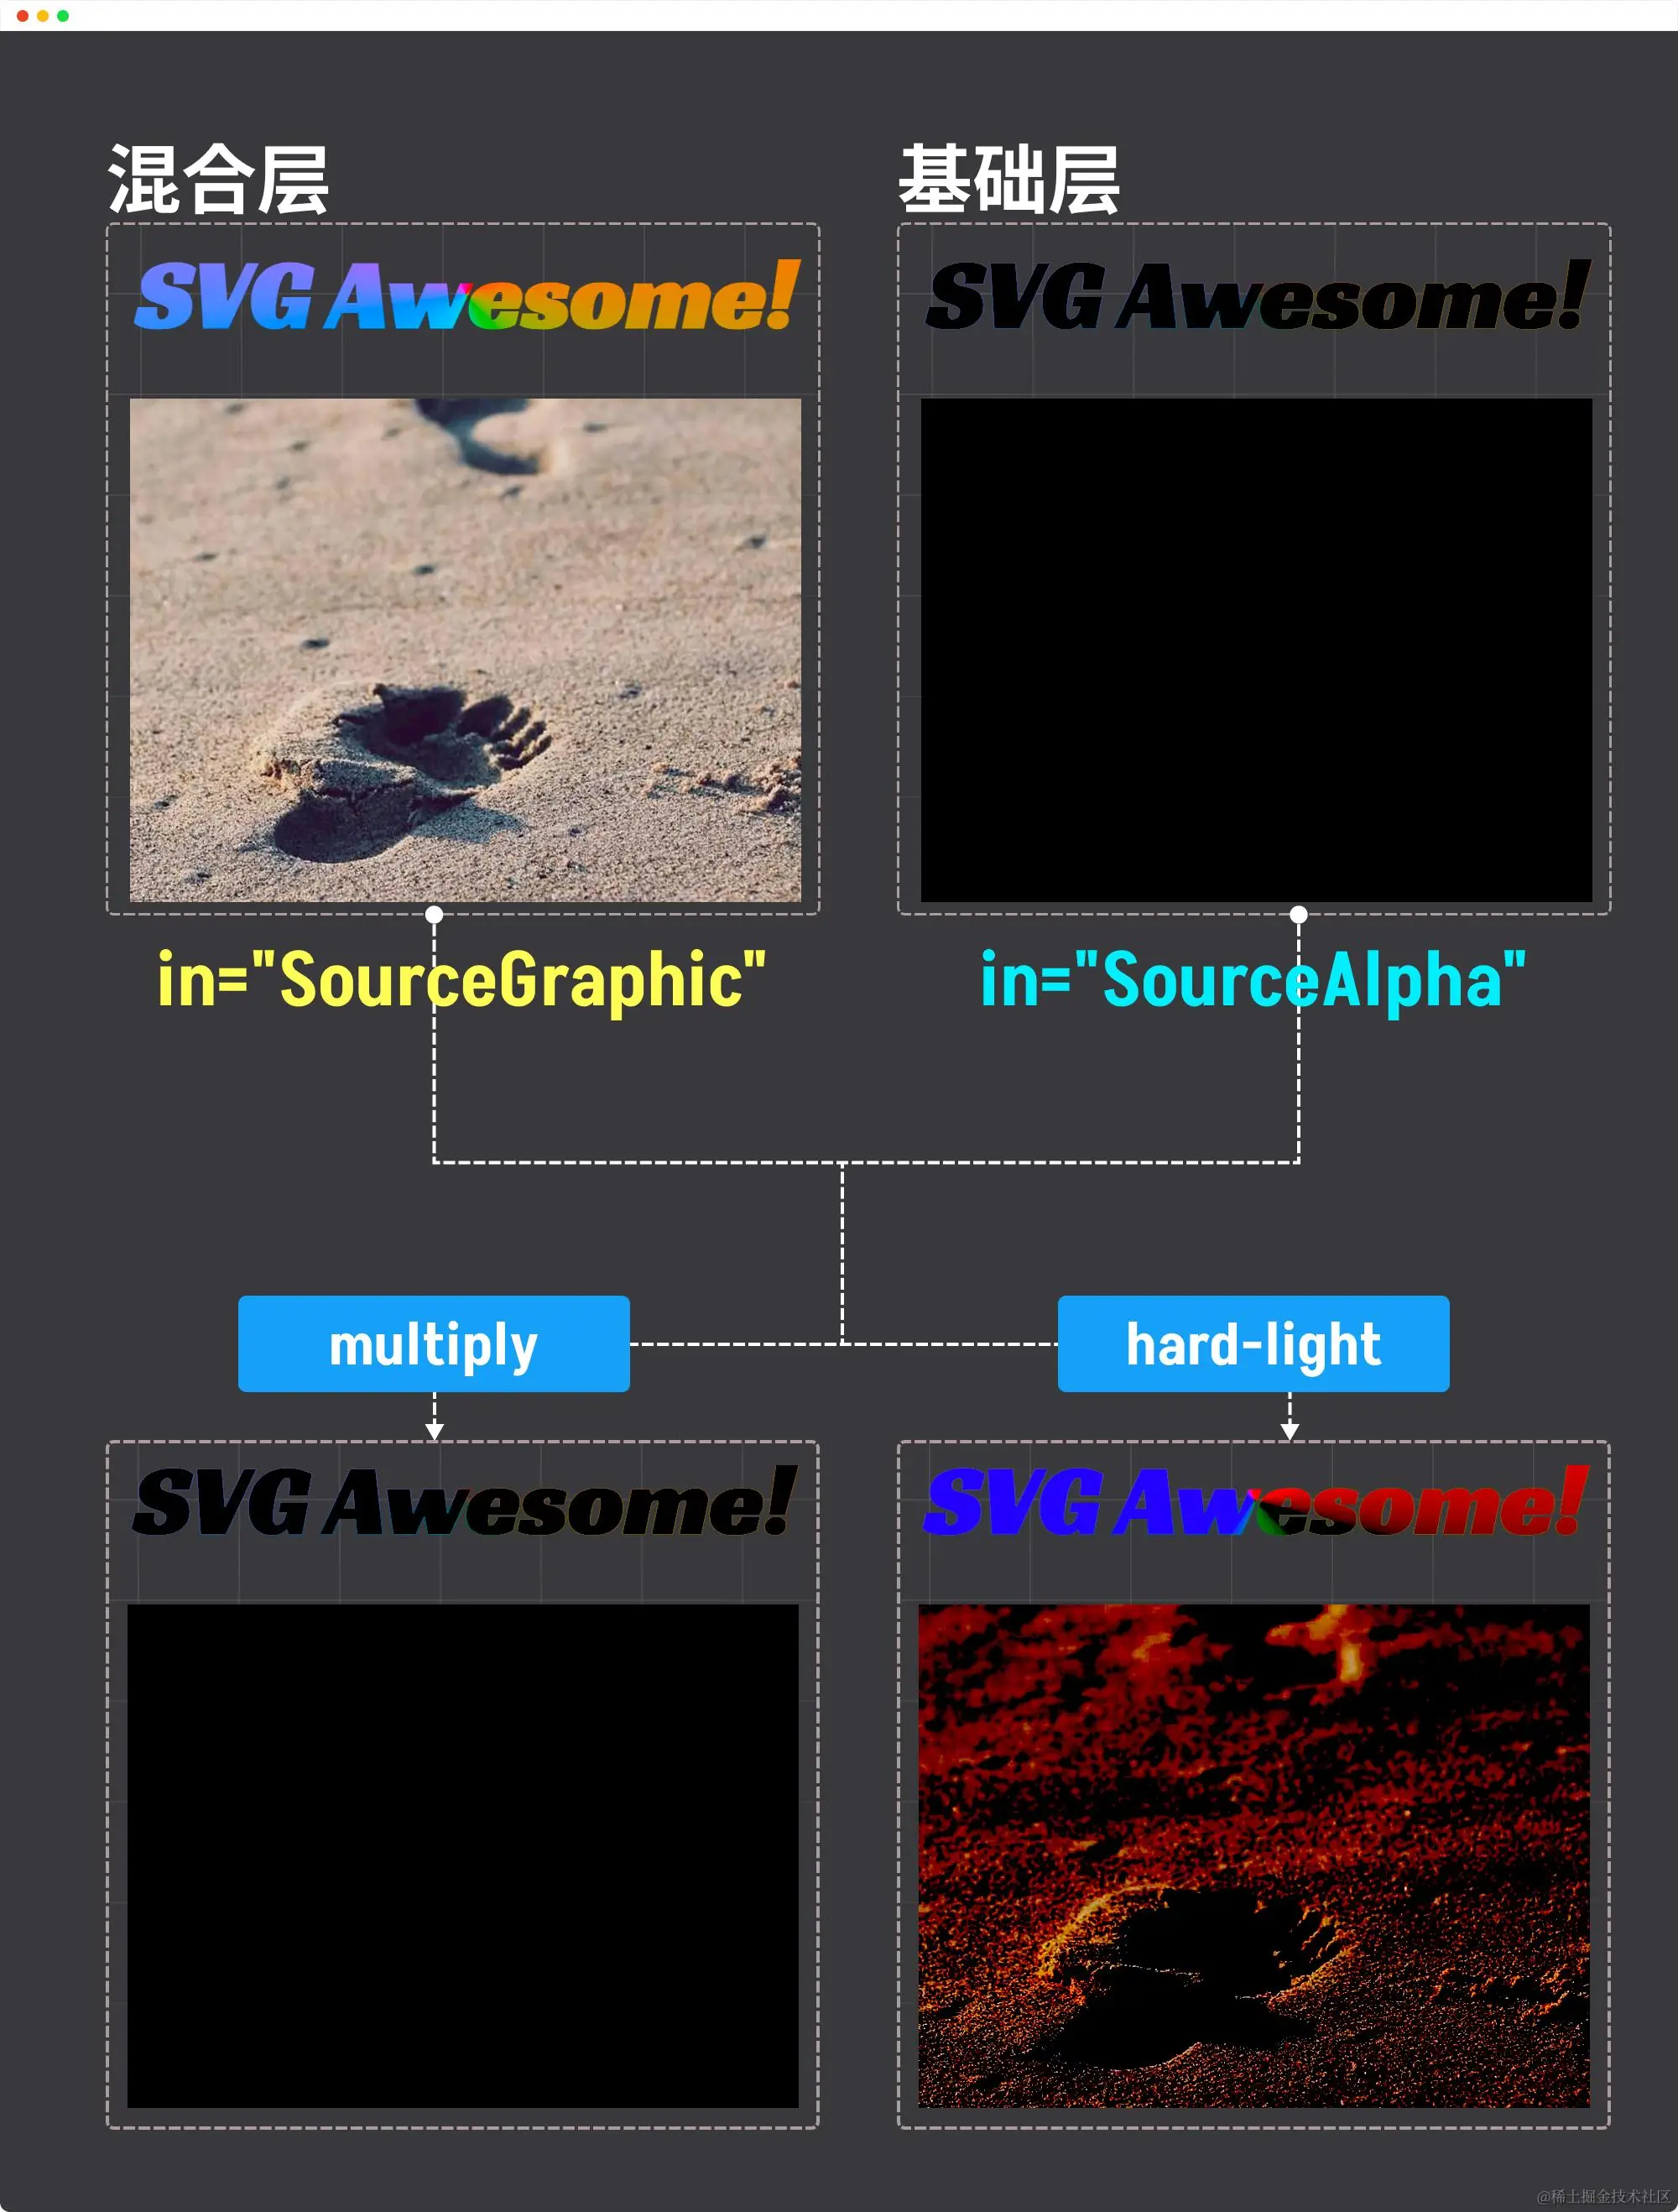 混合层
基础层
SVG Awesome!
SVG Awesome!
in="SourceGraphic"
in="SourceAlpha"
multiply
hard-light
SVG Awesome!
SVG Awesome!
@稀土掘金技术社区